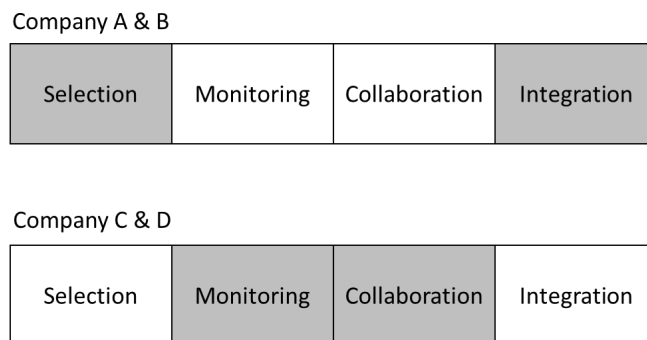 Company A & B
Selection Monitoring Collaboration Integration
Company C & D
Selection Monitoring Collaboration Integration